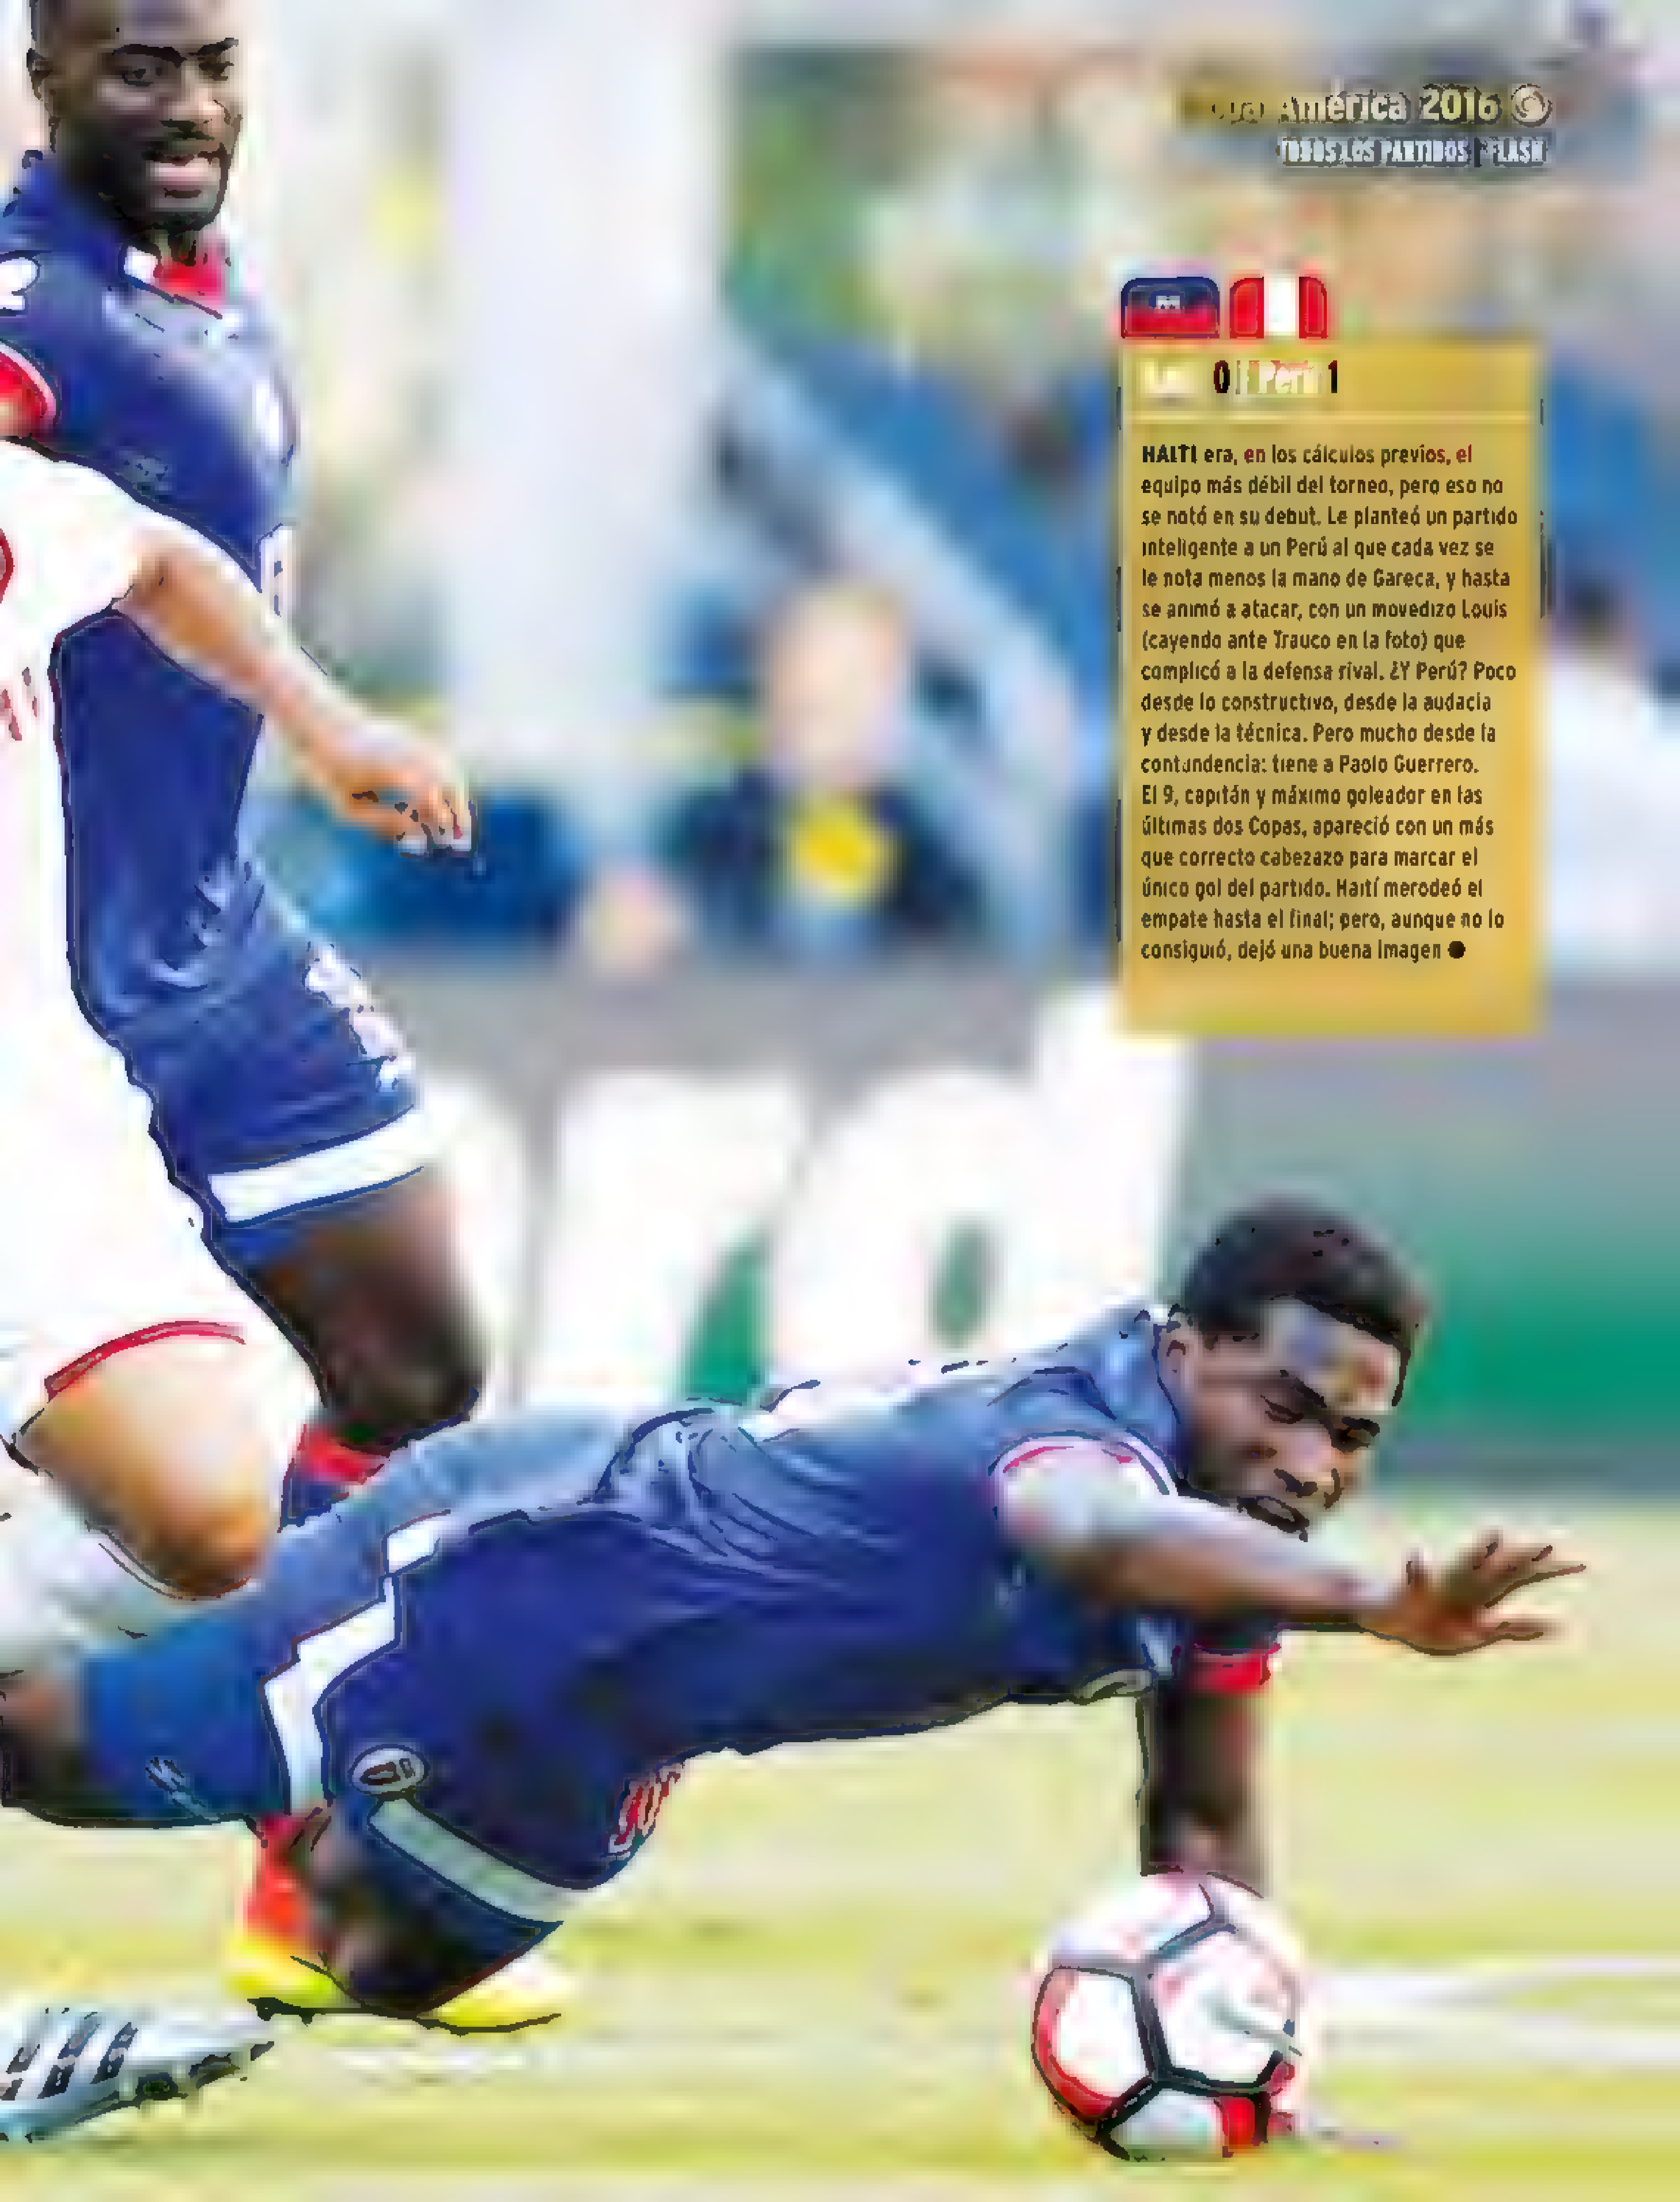 América 2016
TODOS LOS PARTIDOS | FLASH
0 | Perú 1
HAITI era, en los cálculos previos, el
equipo más débil del torneo, pero eso no
se notó en su debut. Le planteó un partido
inteligente a un Perú al que cada vez se
le nota menos la mano de Gareca, y hasta
se animó a atacar, con un movedizo Louis
(cayendo ante Trauco en la foto) que
complicó a la defensa rival. ¿Y Perú? Poco
desde lo constructivo, desde la audacia
y desde la técnica. Pero mucho desde la
contundencia: tiene a Paolo Guerrero.
El 9, capitán y máximo goleador en las
últimas dos Copas, apareció con un más
que correcto cabezazo para marcar el
único gol del partido. Haití merodeó el
empate hasta el final; pero, aunque no lo
consiguió, dejó una buena imagen ●